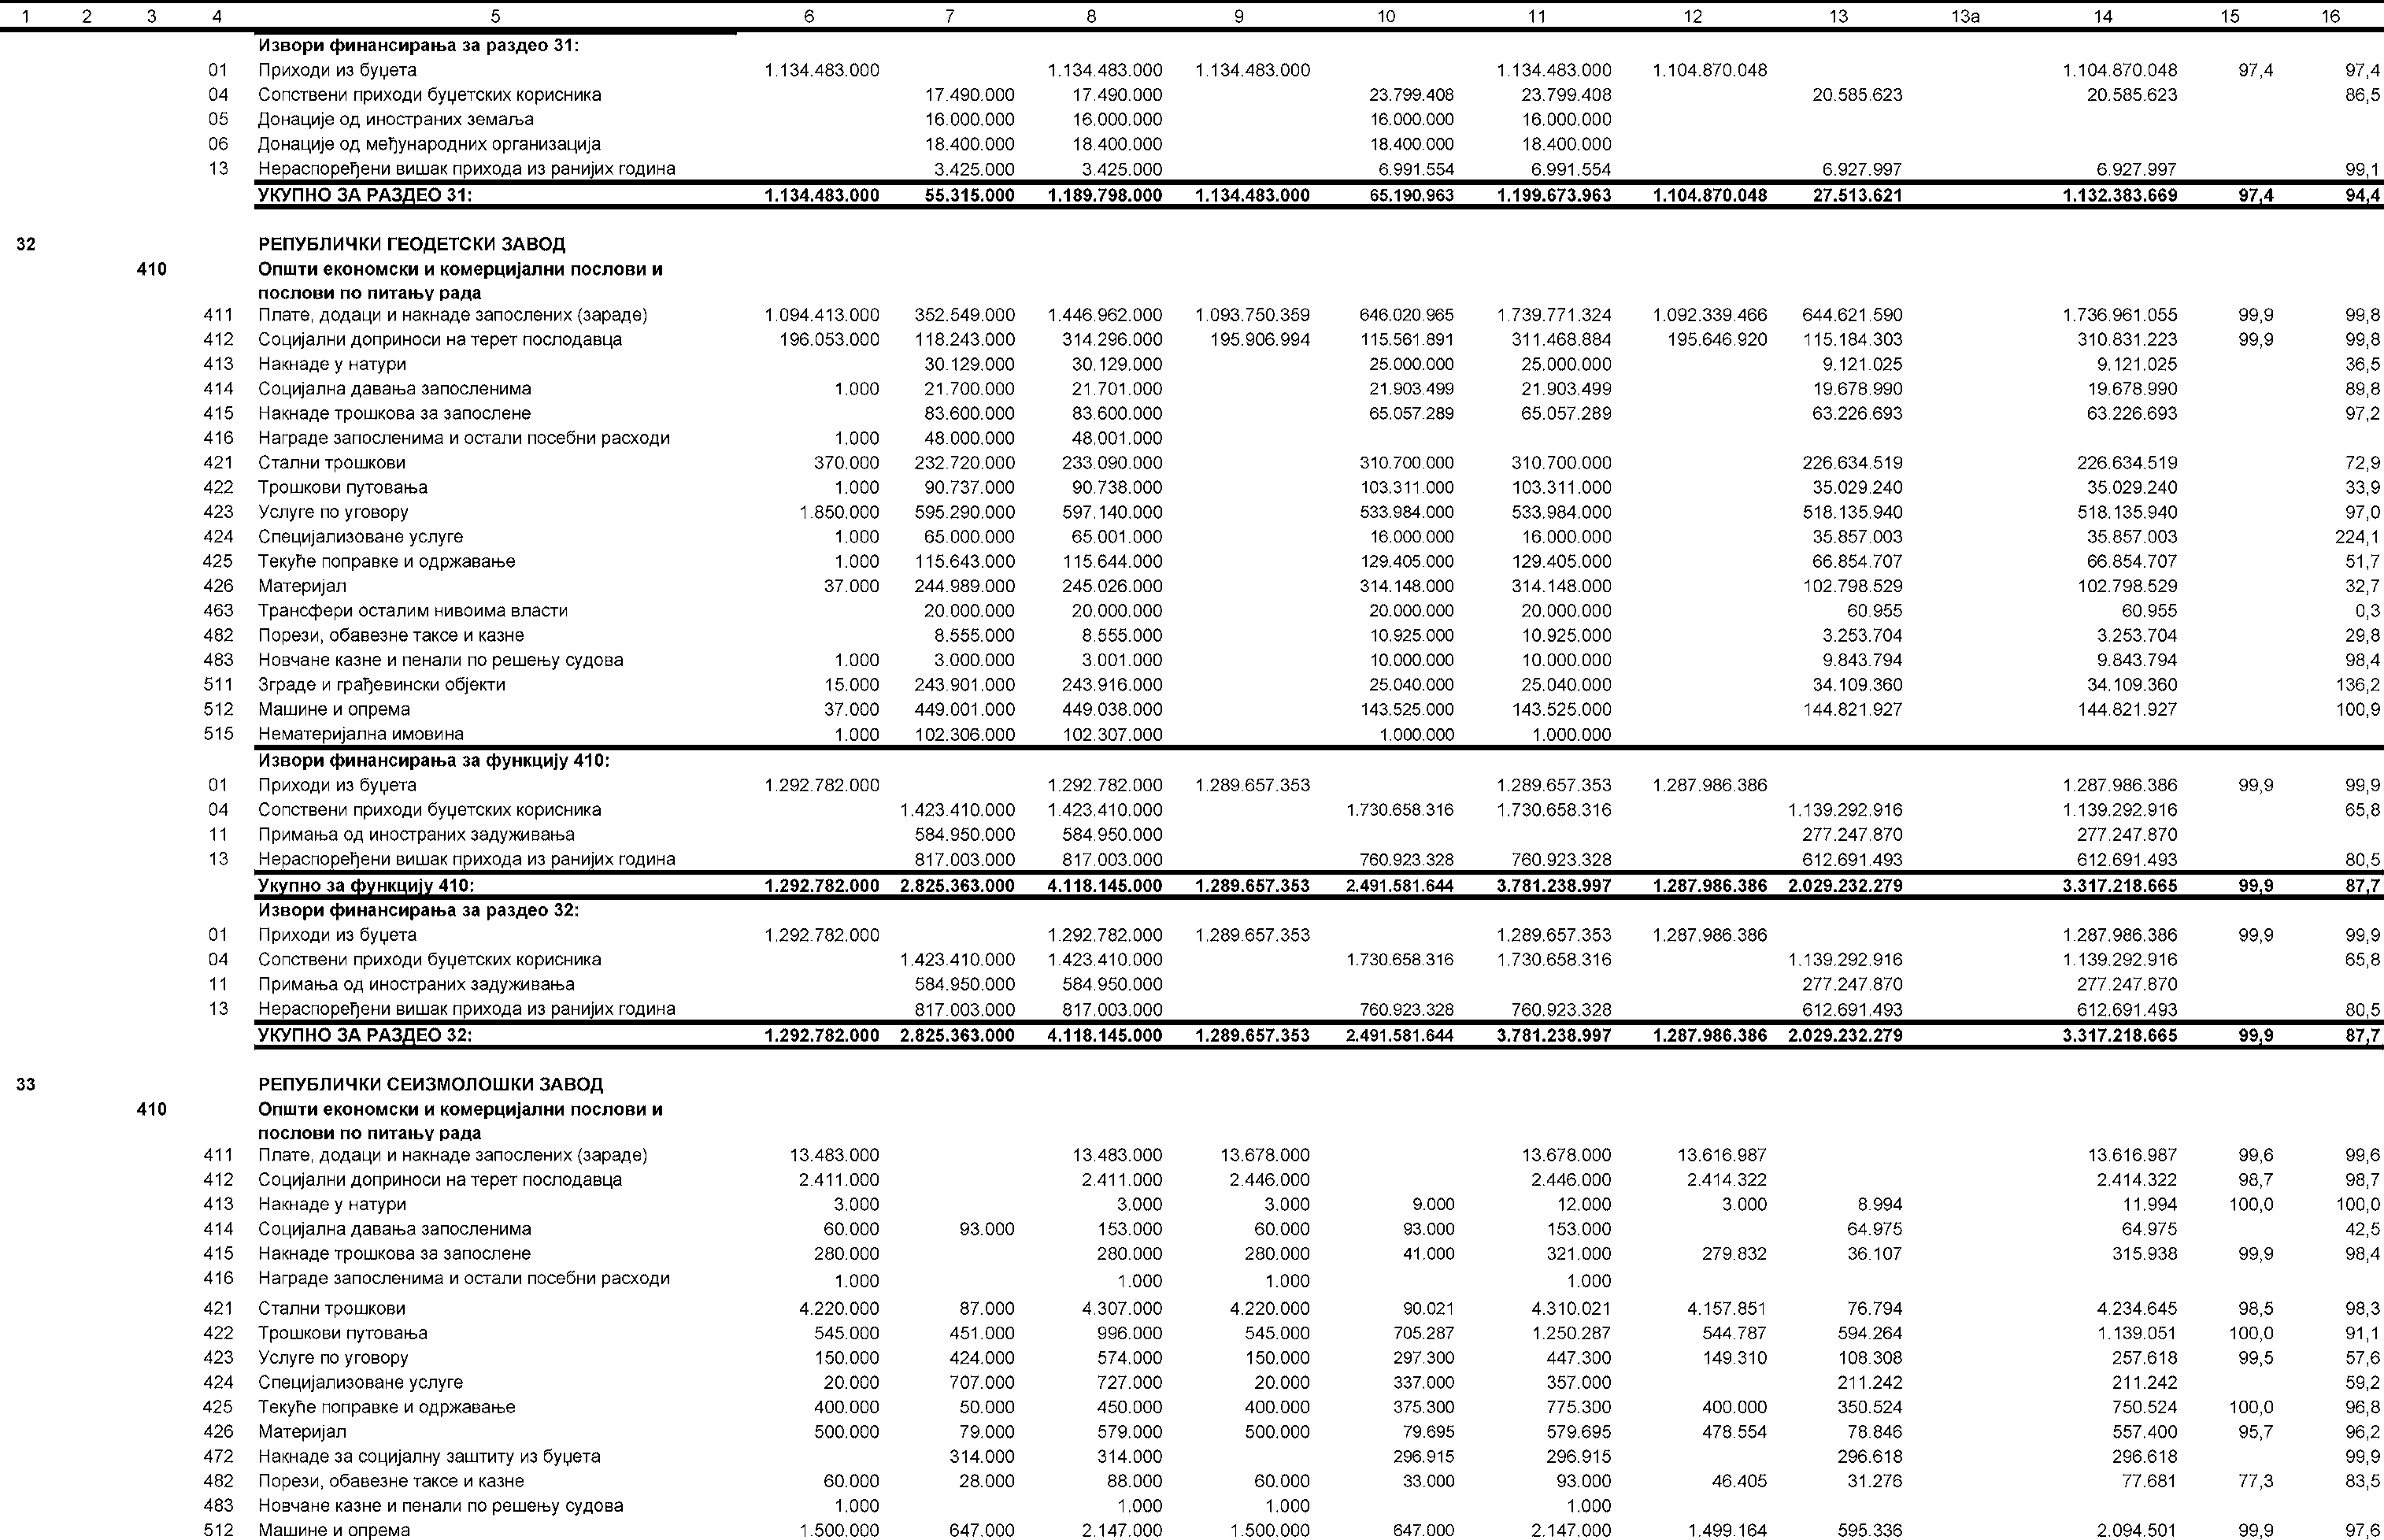 1 2 3 4 5 6 7 8 9 10 11 12 13 13а 14 15 16
Извори финансирања за раздео 31:
01 Приходи из буџета 1.134.483.000 1.134.483.000 1.134.483.000 1.134.483.000 1.104.870.048 1.104.870.048 97,4 97,4
04 Сопствени приходи буџетских корисника 17.490.000 17.490.000 23.799.408 23.799.408 20.585.623 20.585.623 86,5
05 Донације од иностраних земаља 16.000.000 16.000.000 16.000.000 16.000.000
06 Донације од међународних организација 18.400.000 18.400.000 18.400.000 18.400.000
13 Нераспоређени вишак прихода из ранијих година 3.425.000 3.425.000 6.991.554 6.991.554 6.927.997 6.927.997 99,1
УКУПНО ЗА РАЗДЕО 31: 1.134.483.000 55.315.000 1.189.798.000 1.134.483.000 65.190.963 1.199.673.963 1.104.870.048 27.513.621 1.132.383.669 97,4 94,4
32 РЕПУБЛИЧКИ ГЕОДЕТСКИ ЗАВОД
410 Општи економски и комерцијални послови и
послови по питању рада
411 Плате, додаци и накнаде запослених (зараде) 1.094.413.000 352.549.000 1.446.962.000 1.093.750.359 646.020.965 1.739.771.324 1.092.339.466 644.621.590 1.736.961.055 99,9 99,8
412 Социјални доприноси на терет послодавца 196.053.000 118.243.000 314.296.000 195.906.994 115.561.891 311.468.884 195.646.920 115.184.303 310.831.223 99,9 99,8
413 Накнаде у натури 30.129.000 30.129.000 25.000.000 25.000.000 9.121.025 9.121.025 36,5
414 Социјална давања запосленима 1.000 21.700.000 21.701.000 21.903.499 21.903.499 19.678.990 19.678.990 89,8
415 Накнаде трошкова за запослене 83.600.000 83.600.000 65.057.289 65.057.289 63.226.693 63.226.693 97,2
416 Награде запосленима и остали посебни расходи 1.000 48.000.000 48.001.000
421 Стални трошкови 370.000 232.720.000 233.090.000 310.700.000 310.700.000 226.634.519 226.634.519 72,9
422 Трошкови путовања 1.000 90.737.000 90.738.000 103.311.000 103.311.000 35.029.240 35.029.240 33,9
423 Услуге по уговору 1.850.000 595.290.000 597.140.000 533.984.000 533.984.000 518.135.940 518.135.940 97,0
424 Специјализоване услуге 1.000 65.000.000 65.001.000 16.000.000 16.000.000 35.857.003 35.857.003 224,1
425 Текуће поправке и одржавање 1.000 115.643.000 115.644.000 129.405.000 129.405.000 66.854.707 66.854.707 51,7
426 Материјал 37.000 244.989.000 245.026.000 314.148.000 314.148.000 102.798.529 102.798.529 32,7
463 Трансфери осталим нивоима власти 20.000.000 20.000.000 20.000.000 20.000.000 60.955 60.955 0,3
482 Порези, обавезне таксе и казне 8.555.000 8.555.000 10.925.000 10.925.000 3.253.704 3.253.704 29,8
483 Новчане казне и пенали по решењу судова 1.000 3.000.000 3.001.000 10.000.000 10.000.000 9.843.794 9.843.794 98,4
511 Зграде и грађевински објекти 15.000 243.901.000 243.916.000 25.040.000 25.040.000 34.109.360 34.109.360 136,2
512 Машине и опрема 37.000 449.001.000 449.038.000 143.525.000 143.525.000 144.821.927 144.821.927 100,9
515 Нематеријална имовина 1.000 102.306.000 102.307.000 1.000.000 1.000.000
Извори финансирања за функцију 410:
01 Приходи из буџета 1.292.782.000 1.292.782.000 1.289.657.353 1.289.657.353 1.287.986.386 1.287.986.386 99,9 99,9
04 Сопствени приходи буџетских корисника 1.423.410.000 1.423.410.000 1.730.658.316 1.730.658.316 1.139.292.916 1.139.292.916 65,8
11 Примања од иностраних задуживања 584.950.000 584.950.000 277.247.870 277.247.870
13 Нераспоређени вишак прихода из ранијих година 817.003.000 817.003.000 760.923.328 760.923.328 612.691.493 612.691.493 80,5
Укупно за функцију 410: 1.292.782.000 2.825.363.000 4.118.145.000 1.289.657.353 2.491.581.644 3.781.238.997 1.287.986.386 2.029.232.279 3.317.218.665 99,9 87,7
Извори финансирања за раздео 32:
01 Приходи из буџета 1.292.782.000 1.292.782.000 1.289.657.353 1.289.657.353 1.287.986.386 1.287.986.386 99,9 99,9
04 Сопствени приходи буџетских корисника 1.423.410.000 1.423.410.000 1.730.658.316 1.730.658.316 1.139.292.916 1.139.292.916 65,8
11 Примања од иностраних задуживања 584.950.000 584.950.000 277.247.870 277.247.870
13 Нераспоређени вишак прихода из ранијих година 817.003.000 817.003.000 760.923.328 760.923.328 612.691.493 612.691.493 80,5
УКУПНО ЗА РАЗДЕО 32: 1.292.782.000 2.825.363.000 4.118.145.000 1.289.657.353 2.491.581.644 3.781.238.997 1.287.986.386 2.029.232.279 3.317.218.665 99,9 87,7
33 РЕПУБЛИЧКИ СЕИЗМОЛОШКИ ЗАВОД
410 Општи економски и комерцијални послови и
послови по питању рада
411 Плате, додаци и накнаде запослених (зараде) 13.483.000 13.483.000 13.678.000 13.678.000 13.616.987 13.616.987 99,6 99,6
412 Социјални доприноси на терет послодавца 2.411.000 2.411.000 2.446.000 2.446.000 2.414.322 2.414.322 98,7 98,7
413 Накнаде у натури 3.000 3.000 3.000 9.000 12.000 3.000 8.994 11.994 100,0 100,0
414 Социјална давања запосленима 60.000 93.000 153.000 60.000 93.000 153.000 64.975 64.975 42,5
415 Накнаде трошкова за запослене 280.000 280.000 280.000 41.000 321.000 279.832 36.107 315.938 99,9 98,4
416 Награде запосленима и остали посебни расходи 1.000 1.000 1.000 1.000
421 Стални трошкови 4.220.000 87.000 4.307.000 4.220.000 90.021 4.310.021 4.157.851 76.794 4.234.645 98,5 98,3
422 Трошкови путовања 545.000 451.000 996.000 545.000 705.287 1.250.287 544.787 594.264 1.139.051 100,0 91,1
423 Услуге по уговору 150.000 424.000 574.000 150.000 297.300 447.300 149.310 108.308 257.618 99,5 57,6
424 Специјализоване услуге 20.000 707.000 727.000 20.000 337.000 357.000 211.242 211.242 59,2
425 Текуће поправке и одржавање 400.000 50.000 450.000 400.000 375.300 775.300 400.000 350.524 750.524 100,0 96,8
426 Материјал 500.000 79.000 579.000 500.000 79.695 579.695 478.554 78.846 557.400 95,7 96,2
472 Накнаде за социјалну заштиту из буџета 314.000 314.000 296.915 296.915 296.618 296.618 99,9
482 Порези, обавезне таксе и казне 60.000 28.000 88.000 60.000 33.000 93.000 46.405 31.276 77.681 77,3 83,5
483 Новчане казне и пенали по решењу судова 1.000 1.000 1.000 1.000
512 Машине и опрема 1.500.000 647.000 2.147.000 1.500.000 647.000 2.147.000 1.499.164 595.336 2.094.501 99,9 97,6